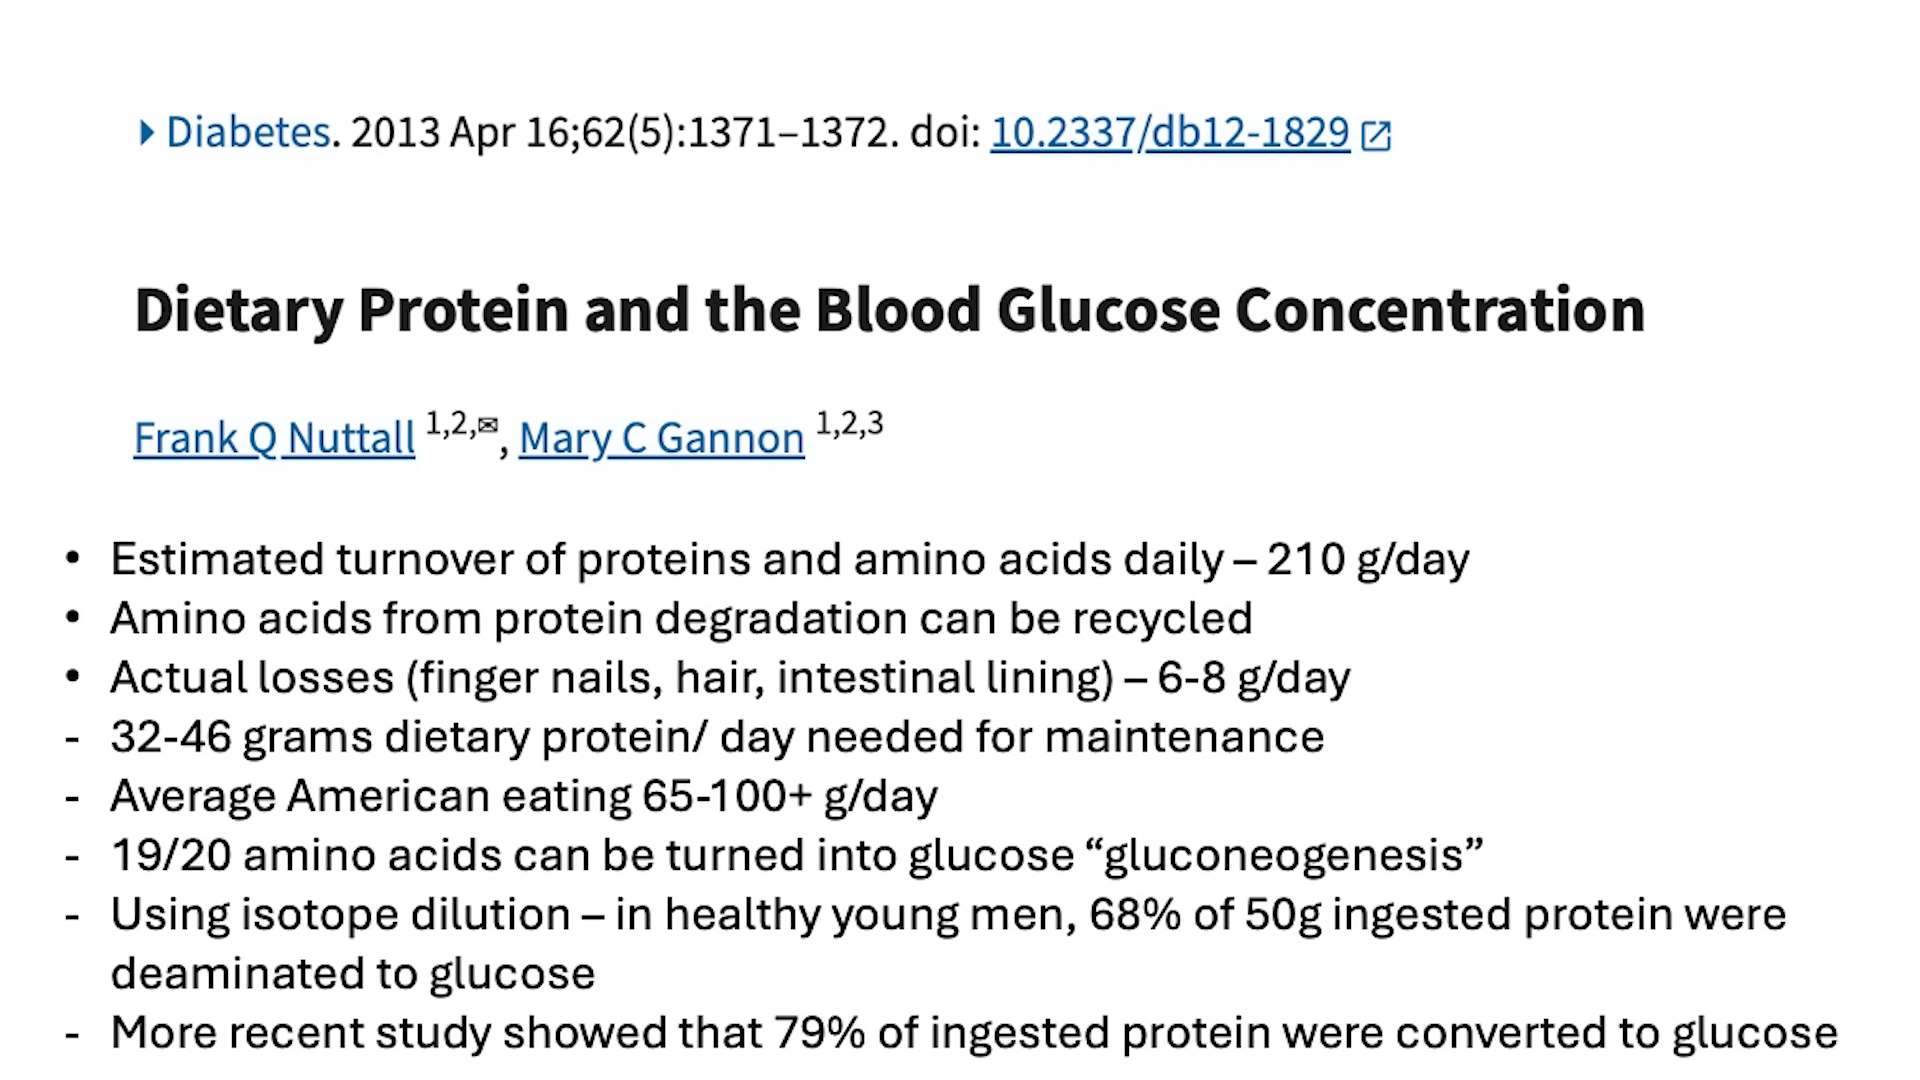 Diabetes. 2013 Apr 16;62(5):1371–1372. doi: 10.2337/db12-1829
Dietary Protein and the Blood Glucose Concentration
Frank Q Nuttall 1,2,✉, Mary C Gannon 1,2,3
• Estimated turnover of proteins and amino acids daily – 210 g/day
• Amino acids from protein degradation can be recycled
• Actual losses (finger nails, hair, intestinal lining) – 6-8 g/day
- 32-46 grams dietary protein/ day needed for maintenance
- Average American eating 65-100+ g/day
- 19/20 amino acids can be turned into glucose “gluconeogenesis”
- Using isotope dilution – in healthy young men, 68% of 50g ingested protein were
deaminated to glucose
- More recent study showed that 79% of ingested protein were converted to glucose